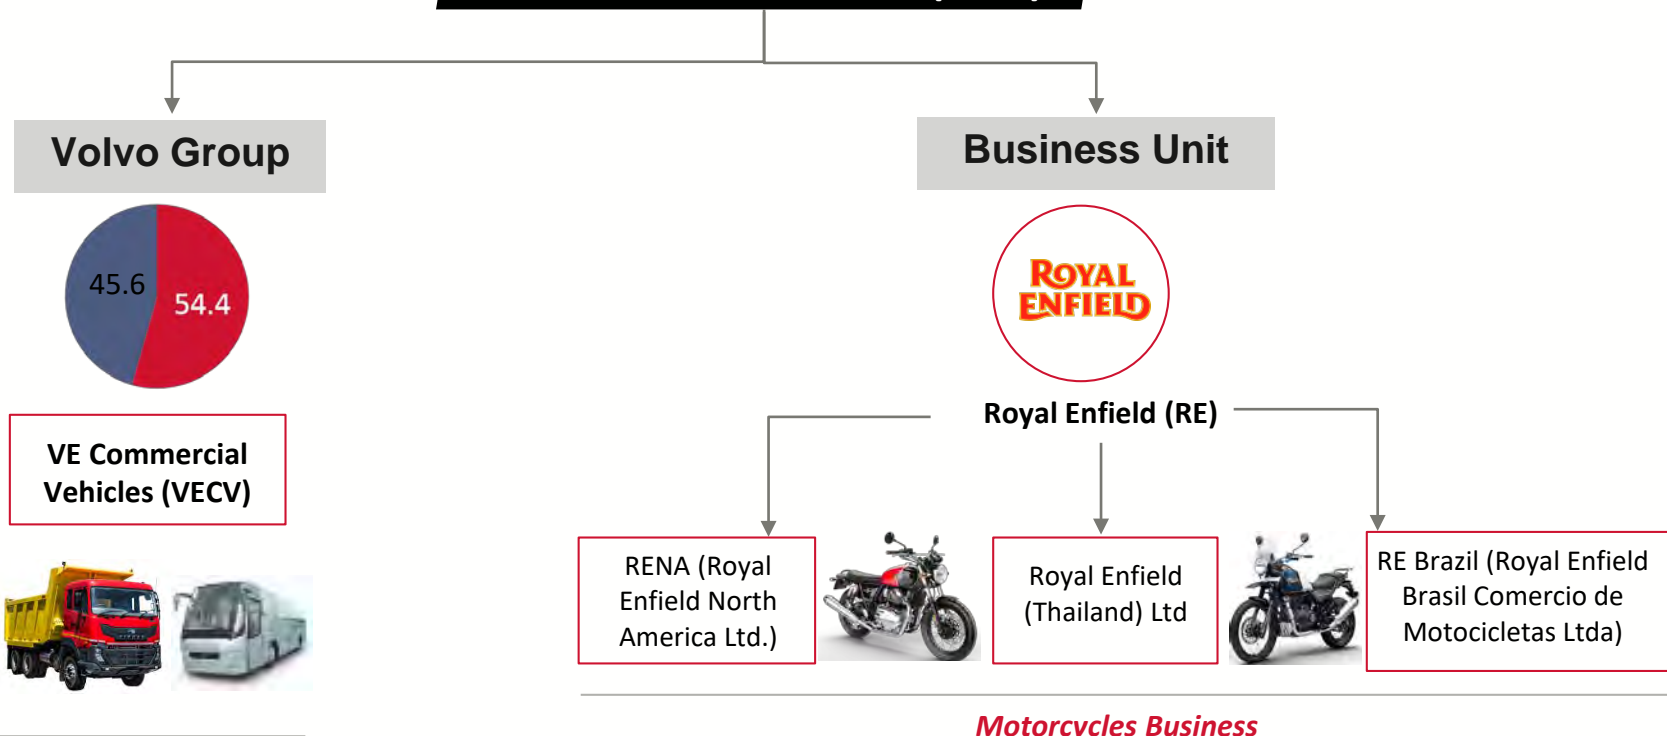 Volvo Group
Business Unit
45.6
54.4
ROYAL
ENFIELD
Royal Enfield (RE)
VE Commercial
Vehicles (VECV)
RENA (Royal
Enfield North
America Ltd.)
Royal Enfield
(Thailand) Ltd
RE Brazil (Royal Enfield
Brasil Comercio de
Motocicletas Ltda)
Motorcycles Business